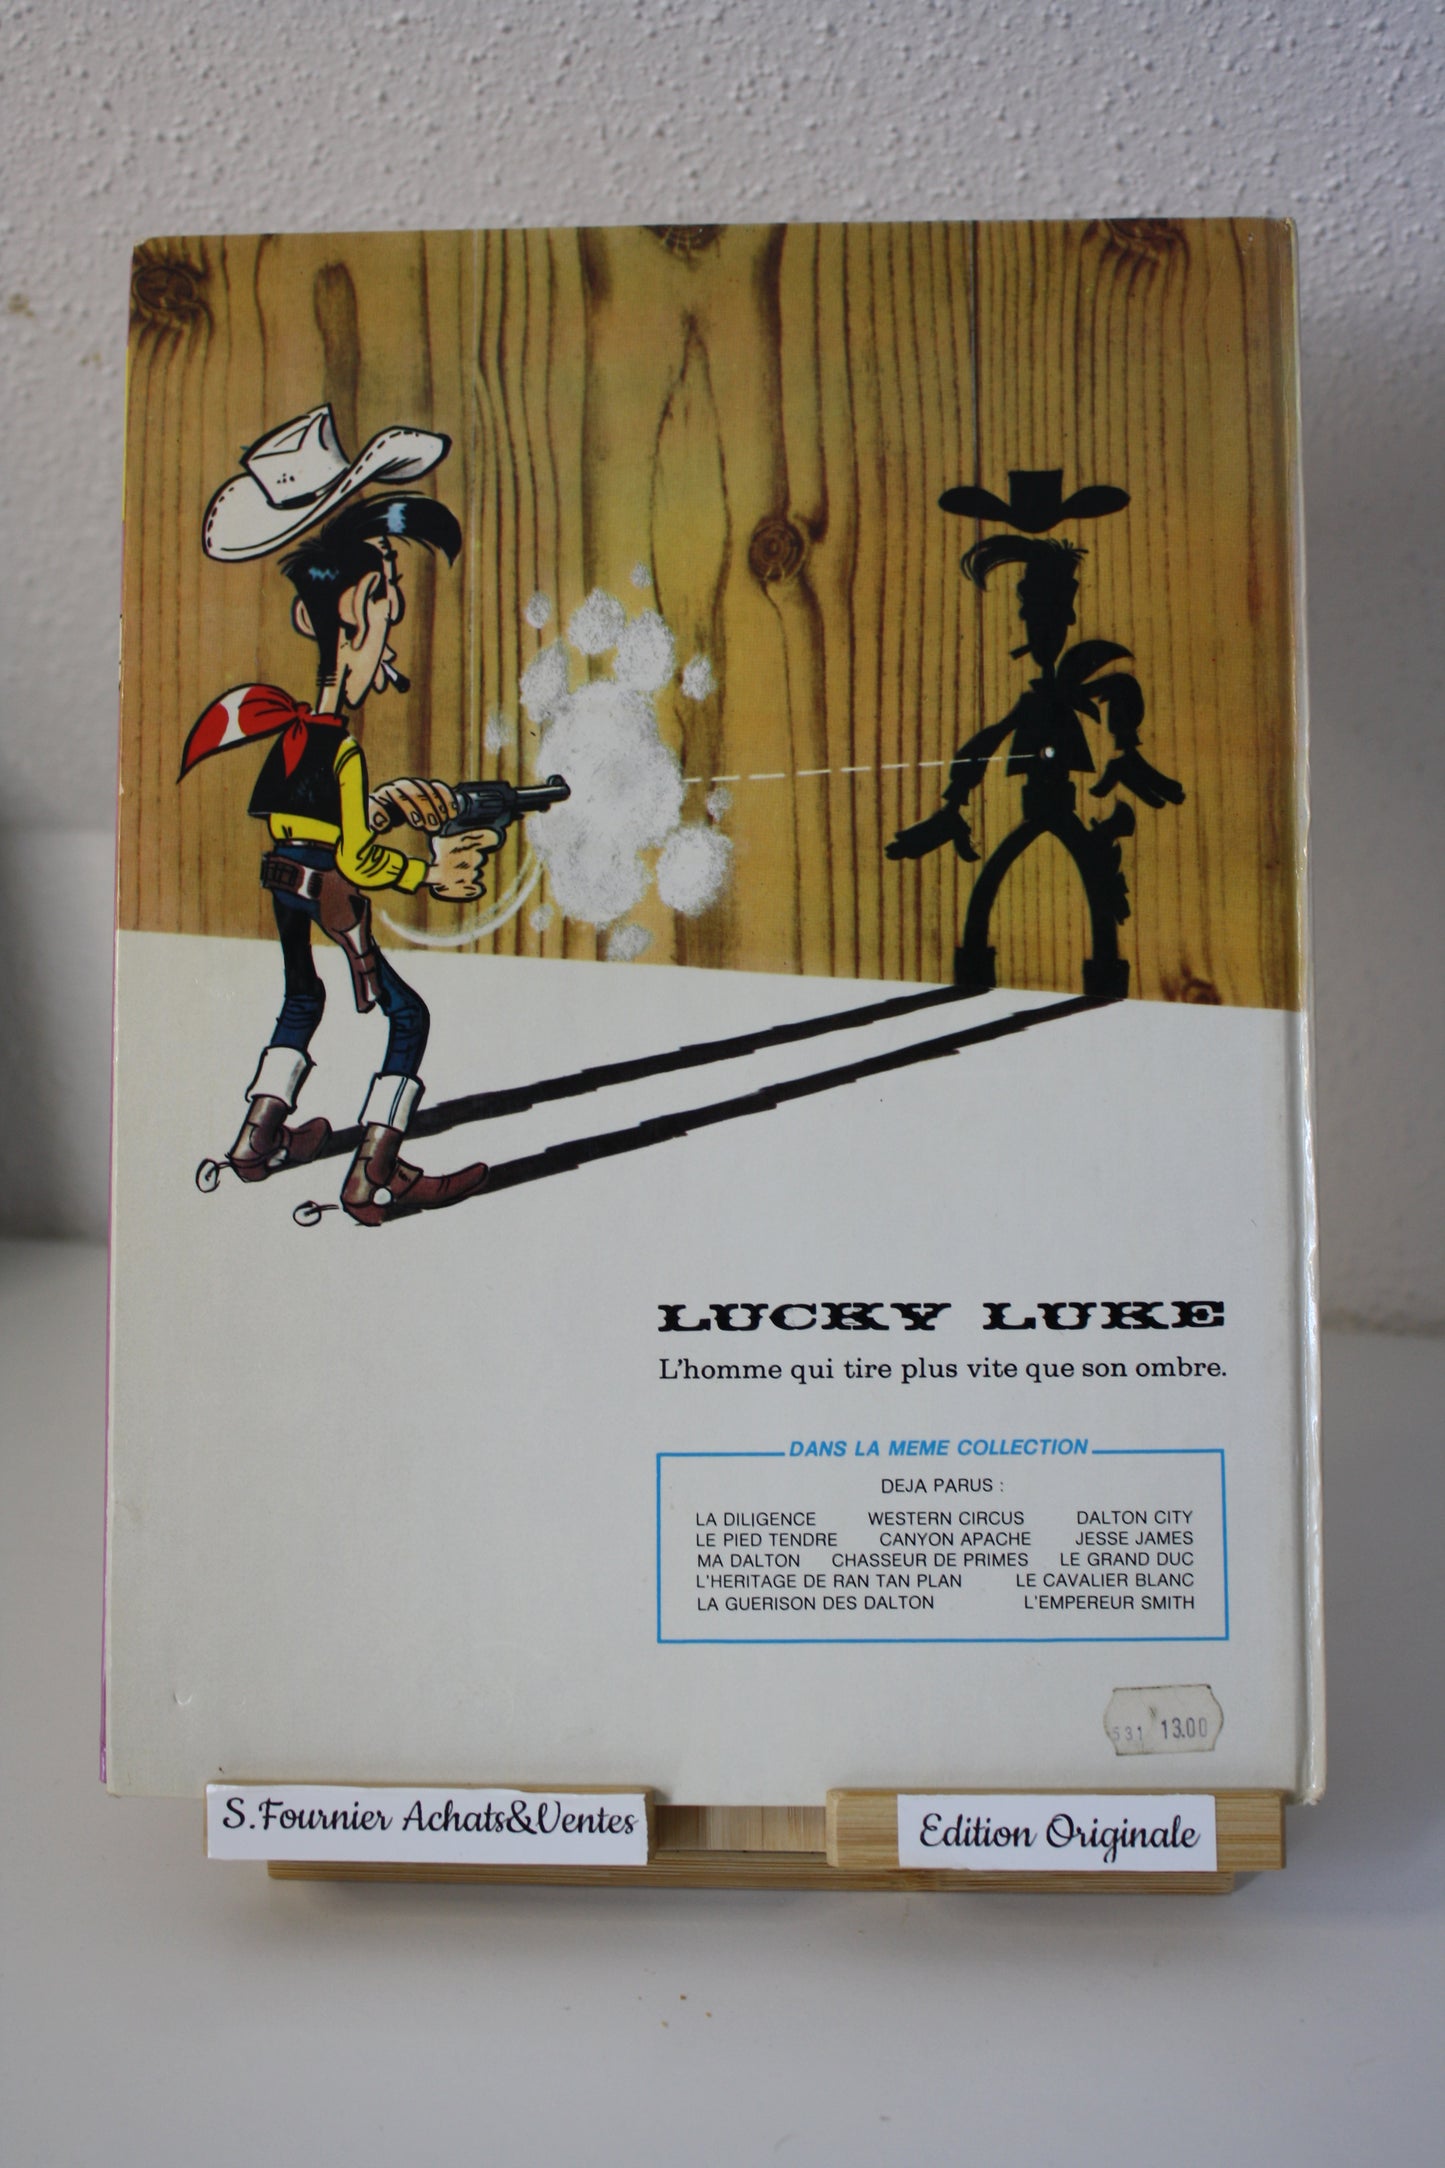 LUCKY LUKE
L'homme qui tire plus vite que son ombre.
DANS LA MEME COLLECTION
DEJA PARUS :
LA DILIGENCE WESTERN CIRCUS DALTON CITY
LE PIED TENDRE CANYON APACHE JESSE JAMES
MA DALTON CHASSEUR DE PRIMES LE GRAND DUC
L'HERITAGE DE RAN TAN PLAN LE CAVALIER BLANC
LA GUERISON DES DALTON L'EMPEREUR SMITH
531 13.00
S.Fournier Achats&Ventes
Edition Originale